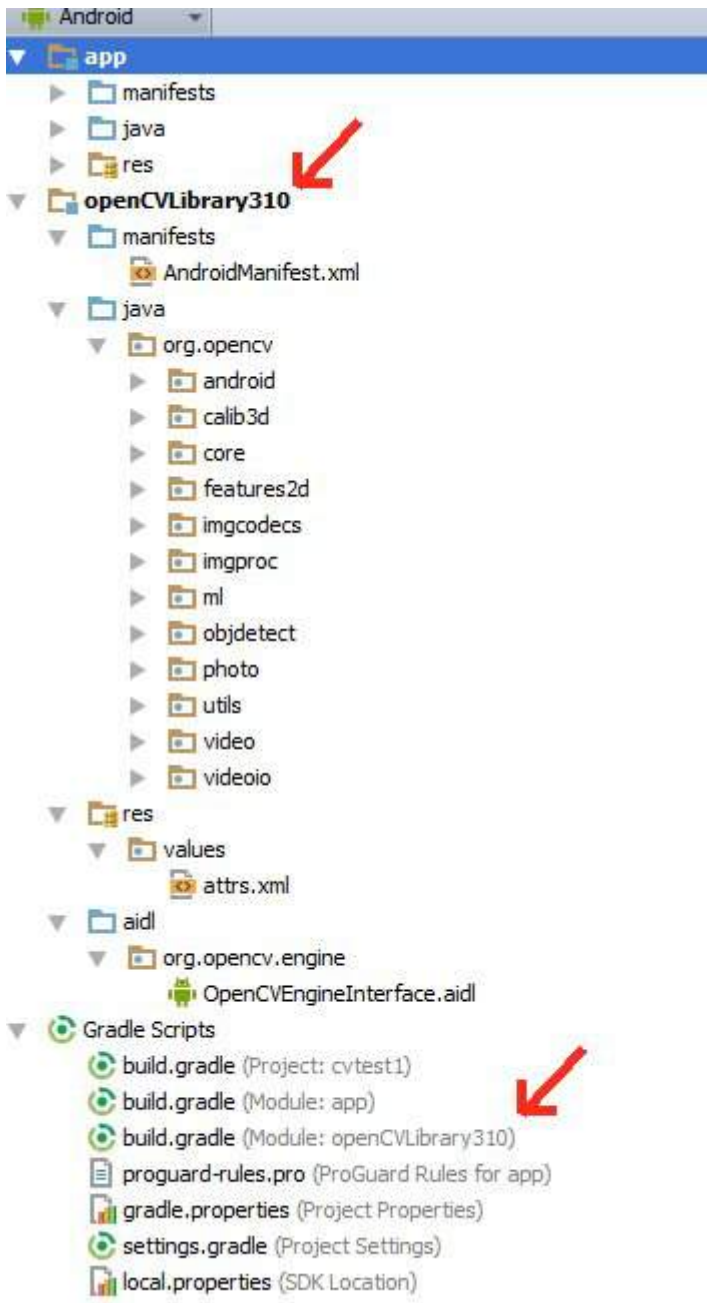 Android
app
manifests
java
res
openCVLibrary310
manifests
AndroidManifest.xml
java
org.opencv
android
calib3d
core
features2d
imgcodecs
imgproc
ml
objdetect
photo
utils
video
videoio
res
values
attrs.xml
aidl
org.opencv.engine
OpenCVEngineInterface.aidl
Gradle Scripts
build.gradle (Project: cvtest1)
build.gradle (Module: app)
build.gradle (Module: openCVLibrary310)
proguard-rules.pro (ProGuard Rules for app)
gradle.properties (Project Properties)
settings.gradle (Project Settings)
local.properties (SDK Location)